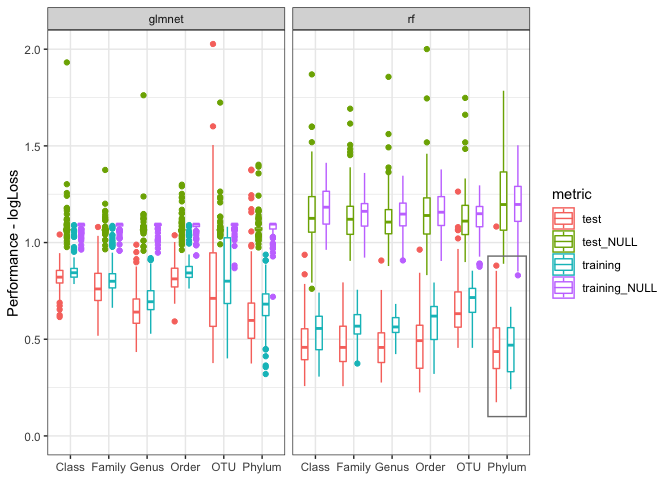 glmnet rf
2.0
1.5
1.0
0.5
0.0
Performance - logLoss
Class Family Genus Order OTU Phylum Class Family Genus Order OTU Phylum
metric
test
test_NULL
training
training_NULL